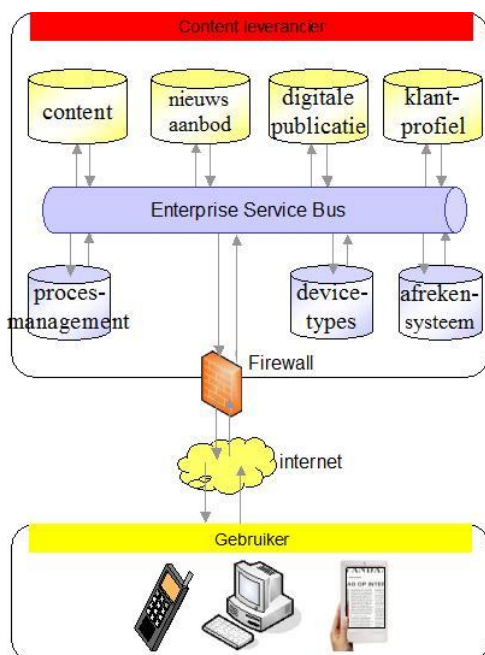 Content leverancier
content
nieuws
aanbod
digitale
publicatie
klant-
profiel
Enterprise Service Bus
proces-
management
device-
types
afreken-
systeem
Firewall
internet
Gebruiker